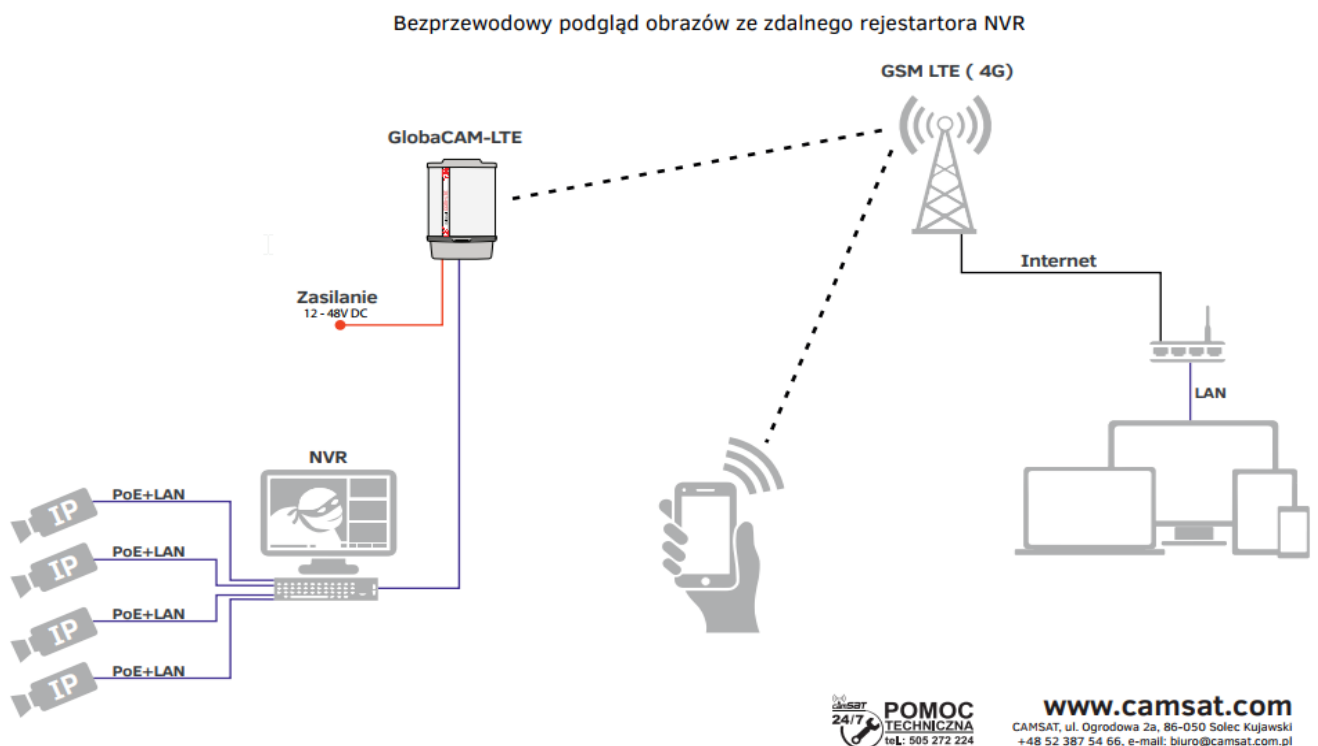 Bezprzewodowy podgląd obrazów ze zdalnego rejestartora NVR
GSM LTE ( 4G)
GlobaCAM-LTE
Internet
Zasilanie
12 - 48V DC
LAN
NVR
PoE+LAN
IP
PoE+LAN
IP
PoE+LAN
IP
PoE+LAN
IP
camsat
24/7
POMOC
TECHNICZNA
teL: 505 272 224
www.camsat.com
CAMSAT, ul. Ogrodowa 2a, 86-050 Solec Kujawski
+48 52 387 54 66, e-mail: biuro@camsat.com.pl